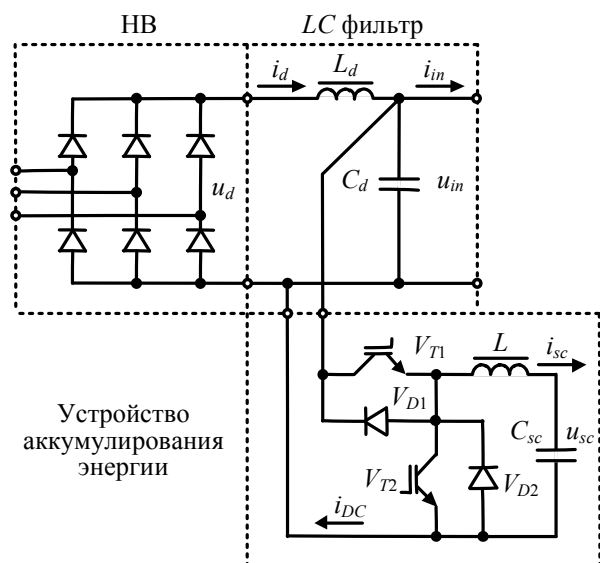 НВ
LC фильтр
i_d
L_d
i_in
u_d
C_d
u_in
V_T1
L
i_sc
V_D1
C_sc
u_sc
V_T2
V_D2
i_DC
Устройство
аккумулирования
энергии